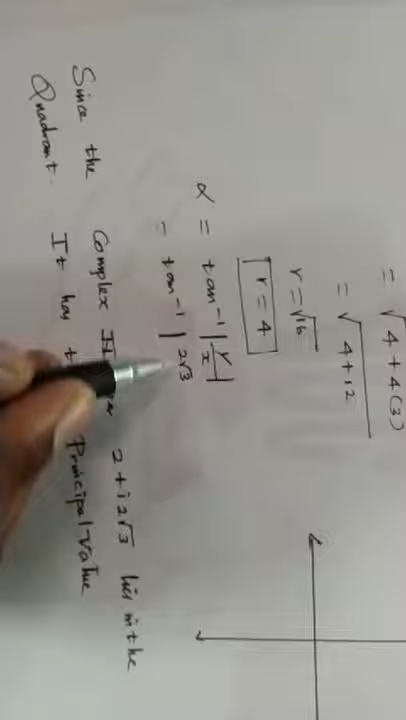 = √4+4(3)
= √4+12
r=√16
r = 4
α = tan⁻¹ |y/x|
= tan⁻¹ | 2√3
Since the Complex 2+i2√3 lies in the
Quadrant. It has Principal Value